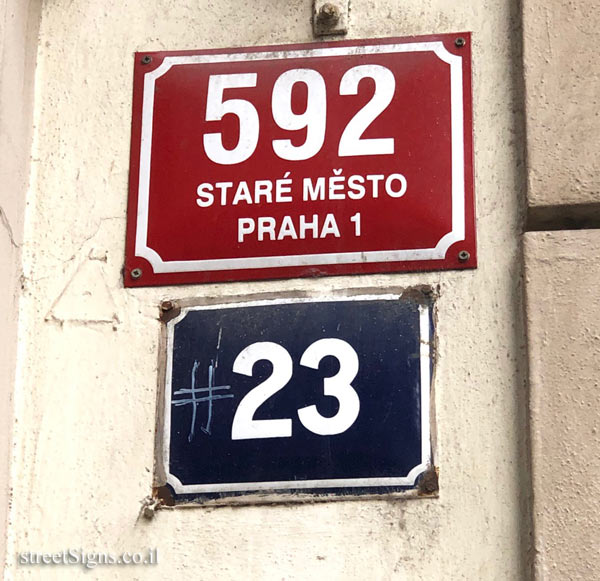 592
STARÉ MĚSTO
PRAHA 1
#23
streetSigns.co.il